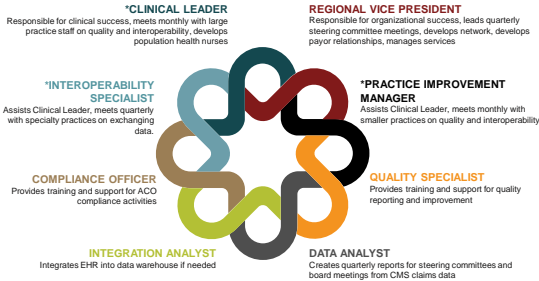 *CLINICAL LEADER
Responsible for clinical success, meets monthly with large
practice staff on quality and interoperability, develops
population health nurses
REGIONAL VICE PRESIDENT
Responsible for organizational success, leads quarterly
steering committee meetings, develops network, develops
payor relationships, manages services
*INTEROPERABILITY
SPECIALIST
Assists Clinical Leader, meets quarterly
with specialty practices on exchanging
data.
*PRACTICE IMPROVEMENT
MANAGER
Assists Clinical Leader, meets monthly with
smaller practices on quality and interoperability
COMPLIANCE OFFICER
Provides training and support for ACO
compliance activities
QUALITY SPECIALIST
Provides training and support for quality
reporting and improvement
INTEGRATION ANALYST
Integrates EHR into data warehouse if needed
DATA ANALYST
Creates quarterly reports for steering committees and
board meetings from CMS claims data